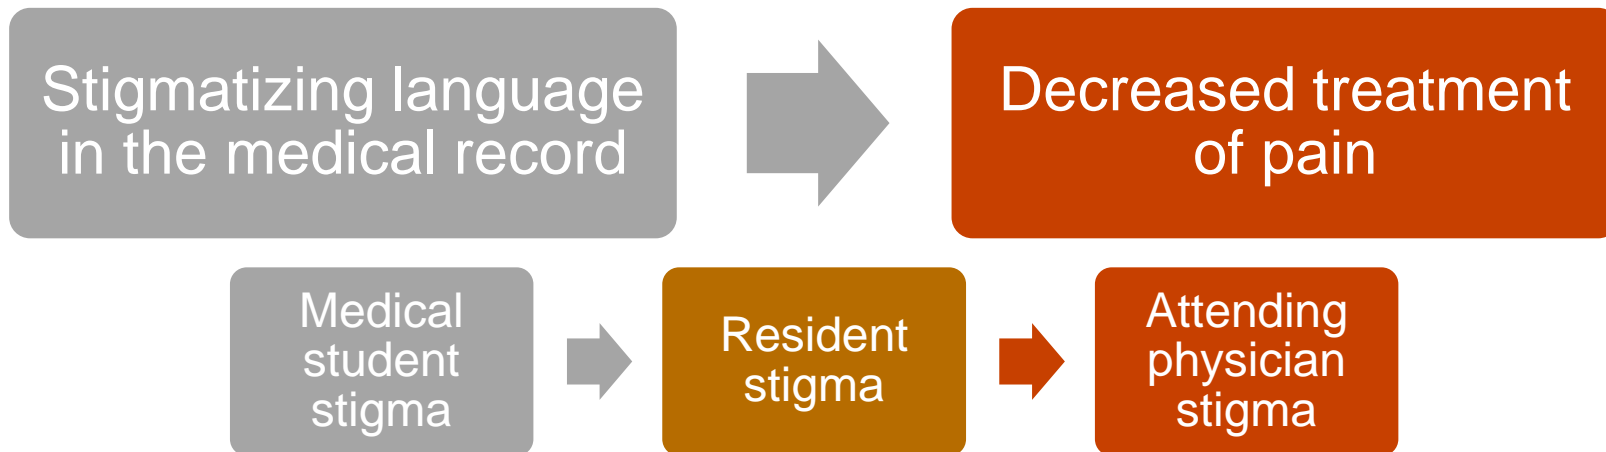 Stigmatizing language
in the medical record
Decreased treatment
of pain
Medical
student
stigma
Resident
stigma
Attending
physician
stigma